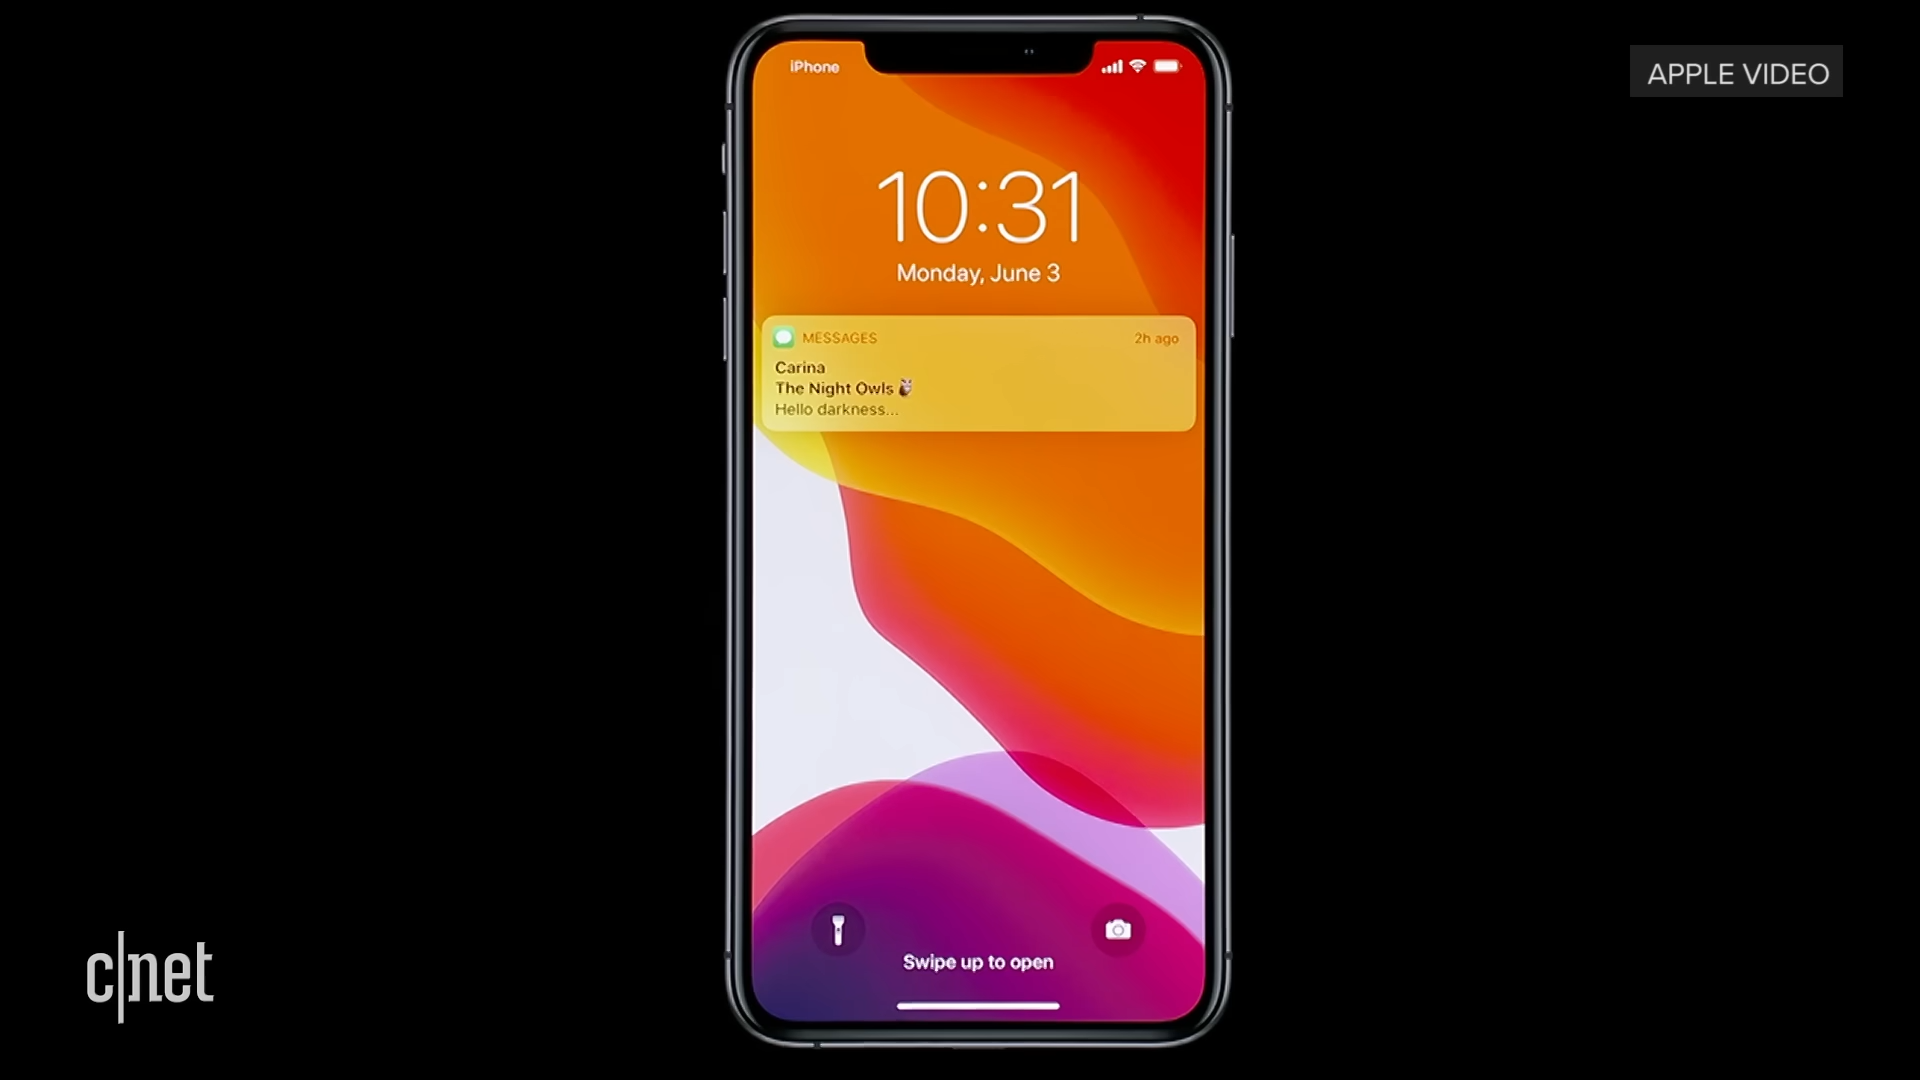 iPhone
APPLE VIDEO
10:31
Monday, June 3
MESSAGES
2h ago
Carina
The Night Owls 🦉
Hello darkness...
Swipe up to open
c|net